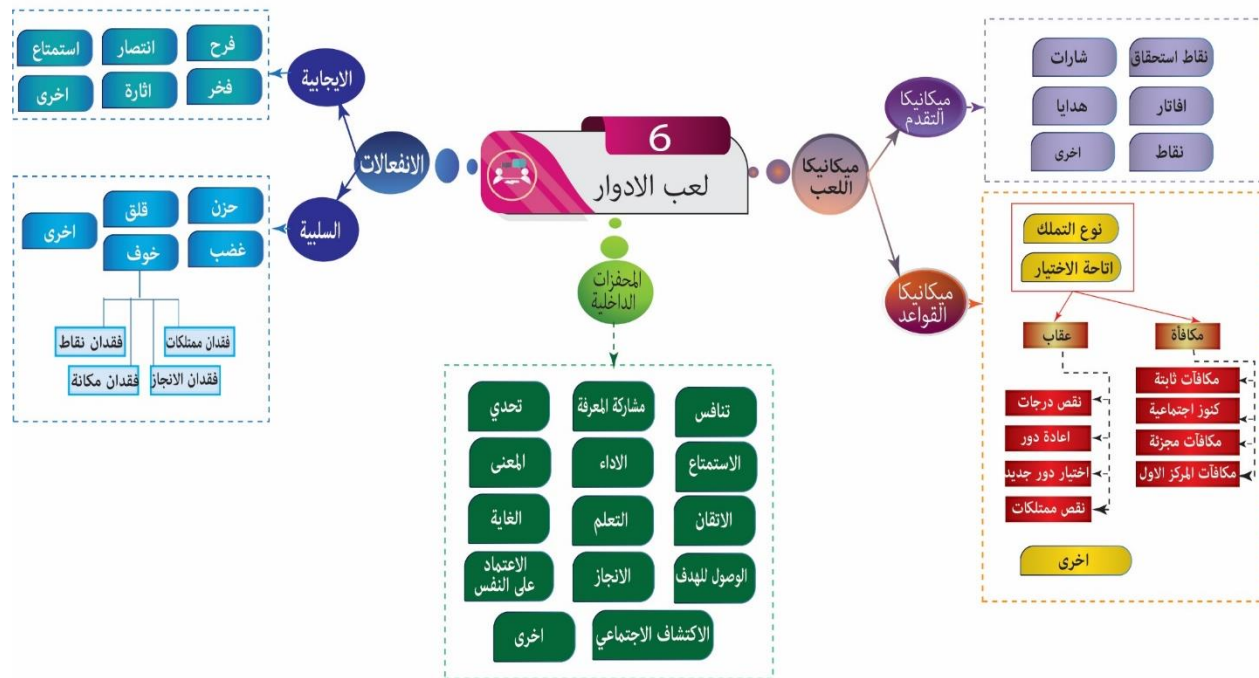 6
لعب الادوار
ميكانيكا
اللعب
ميكانيكا
التقدم
نقاط استحقاق
شارات
افاتار
هدايا
نقاط
اخرى
ميكانيكا
القواعد
نوع التملك
اتاحة الاختيار
مكافأة
عقاب
مكافآت ثابتة
كنوز اجتماعية
مكافآت مجزئة
مكافآت المركز الاول
نقص درجات
اعادة دور
اختيار دور جديد
نقص ممتلكات
اخرى
الانفعالات
الايجابية
فرح
انتصار
استمتاع
فخر
اثارة
اخرى
السلبية
حزن
قلق
اخرى
غضب
خوف
فقدان ممتلكات
فقدان نقاط
فقدان الانجاز
فقدان مكانة
المحفزات
الداخلية
تنافس
مشاركة المعرفة
تحدي
الاستمتاع
الاداء
المعنى
الاتقان
التعلم
الغاية
الوصول للهدف
الانجاز
الاعتماد
على النفس
الاكتشاف الاجتماعي
اخرى